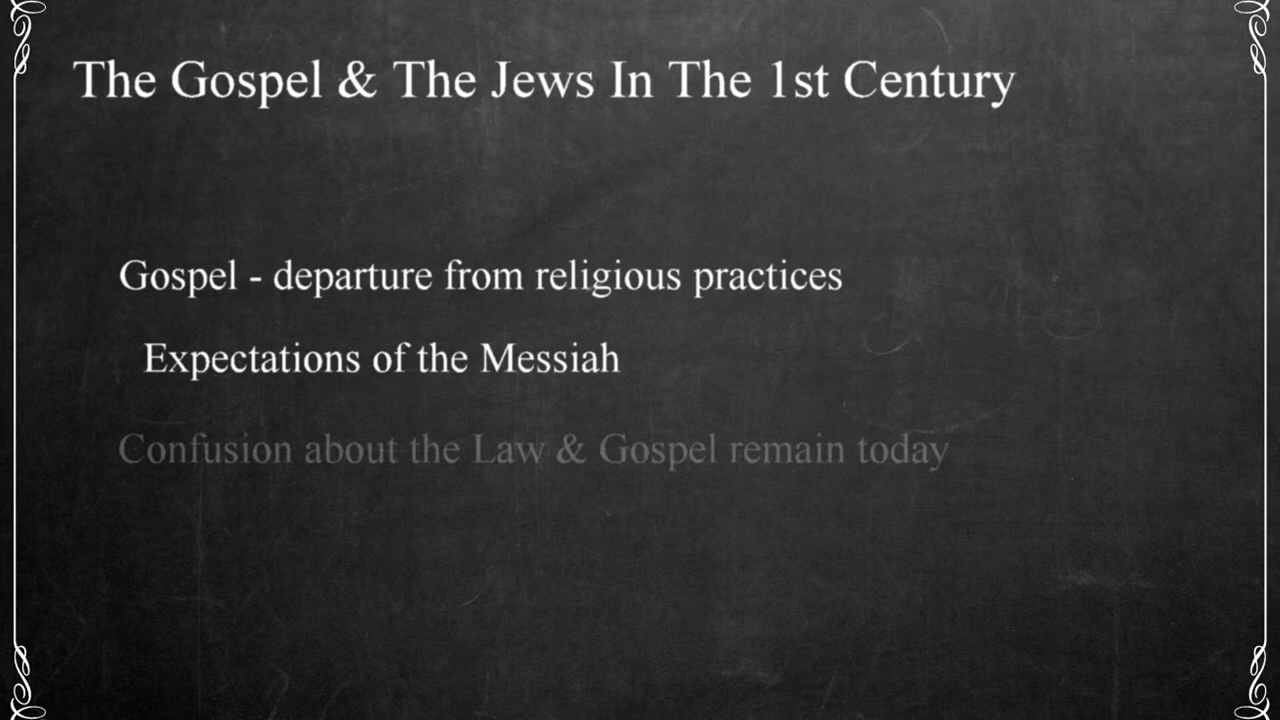 The Gospel & The Jews In The 1st Century
Gospel - departure from religious practices
Expectations of the Messiah
Confusion about the Law & Gospel remain today